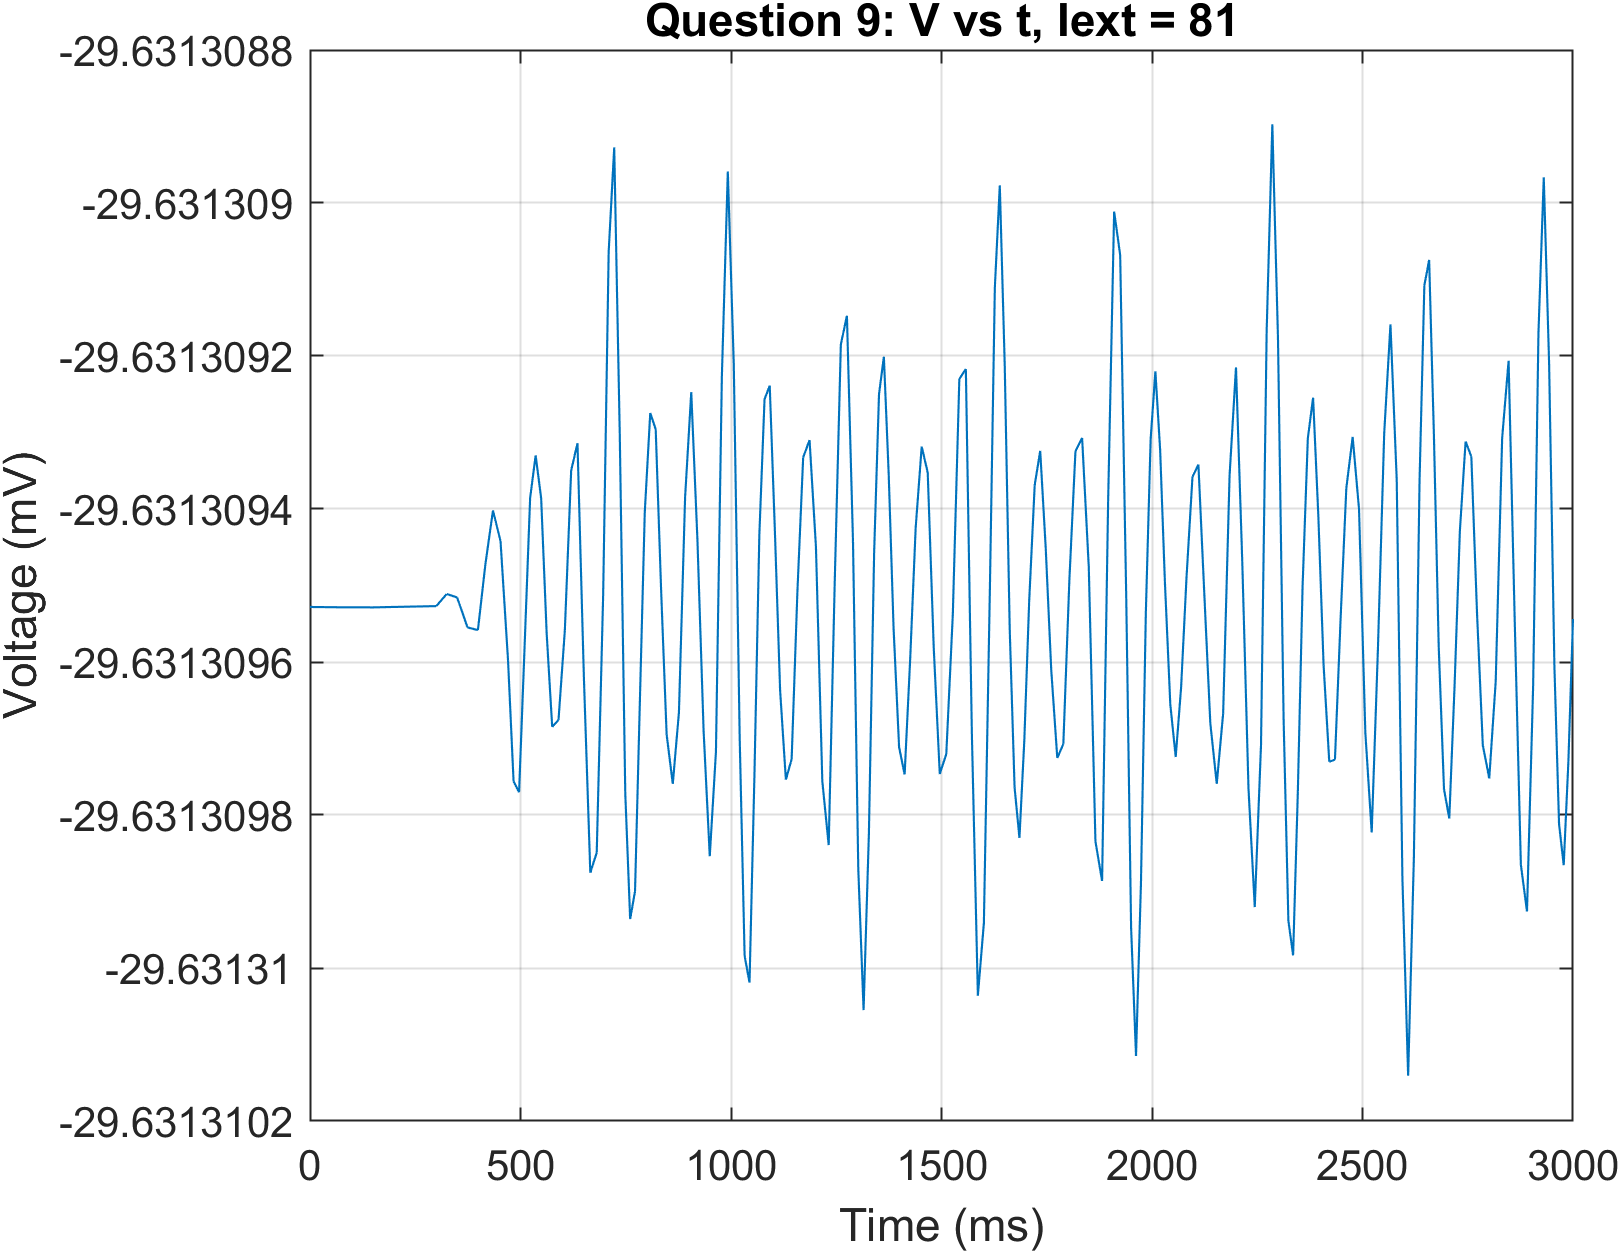 Question 9: V vs t, Iext = 81
-29.6313088
-29.631309
-29.6313092
-29.6313094
-29.6313096
-29.6313098
-29.63131
-29.6313102
Voltage (mV)
0 500 1000 1500 2000 2500 3000
Time (ms)